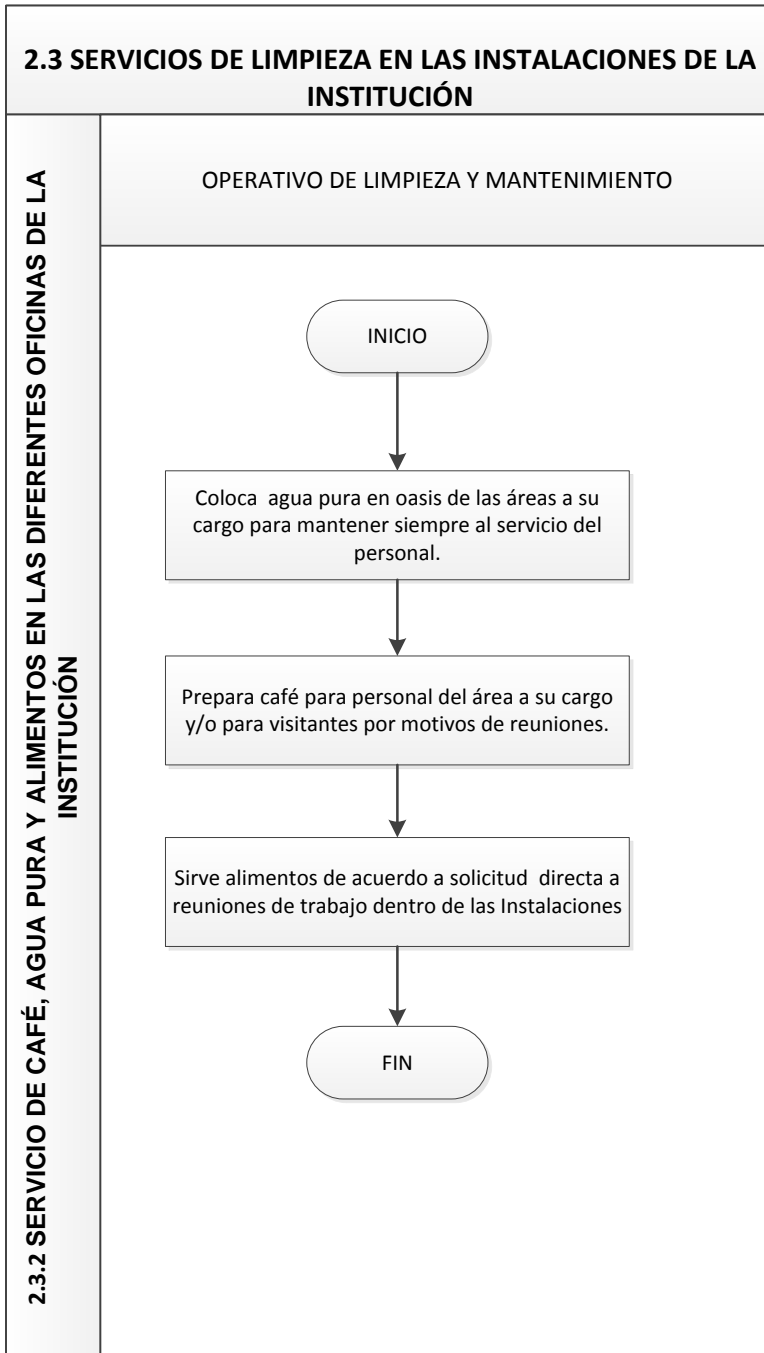 2.3 SERVICIOS DE LIMPIEZA EN LAS INSTALACIONES DE LA
INSTITUCIÓN
2.3.2 SERVICIO DE CAFÉ, AGUA PURA Y ALIMENTOS EN LAS DIFERENTES OFICINAS DE LA
INSTITUCIÓN
OPERATIVO DE LIMPIEZA Y MANTENIMIENTO
INICIO
Coloca  agua pura en oasis de las áreas a su
cargo para mantener siempre al servicio del
personal.
Prepara café para personal del área a su cargo
y/o para visitantes por motivos de reuniones.
Sirve alimentos de acuerdo a solicitud  directa a
reuniones de trabajo dentro de las Instalaciones
FIN